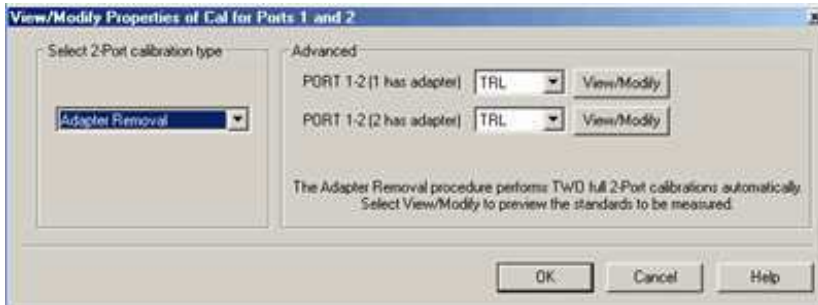 View/Modify Properties of Cal for Ports 1 and 2
Select 2-Port calibration type
Adapter Removal
Advanced
PORT 1-2 (1 has adapter) TRL View/Modify
PORT 1-2 (2 has adapter) TRL View/Modify
The Adapter Removal procedure performs TWO full 2-Port calibrations automatically.
Select View/Modify to preview the standards to be measured.
OK Cancel Help